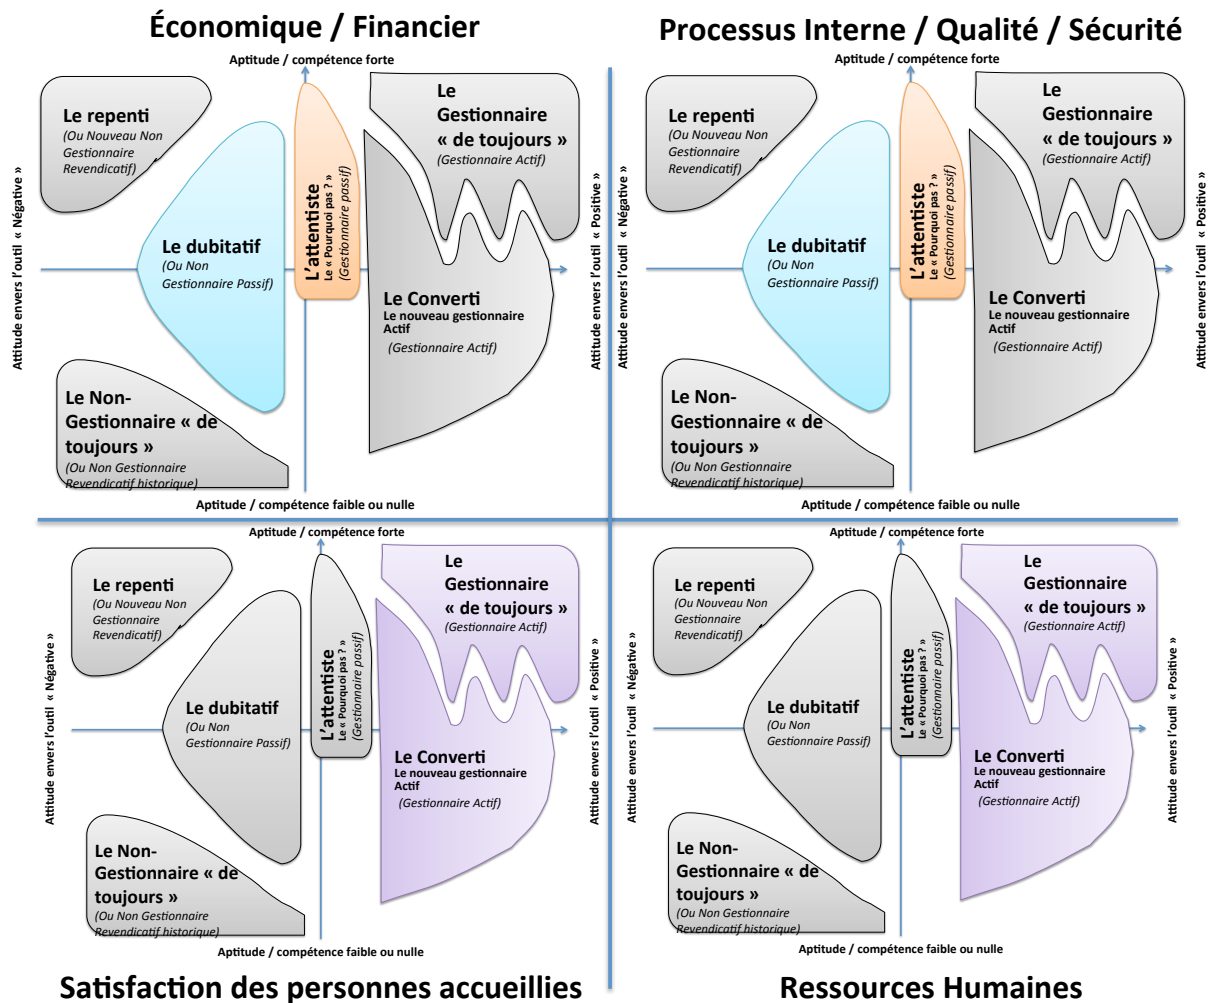 Économique / Financier
Aptitude / compétence forte
Attitude envers l'outil « Négative »
Le repenti
(Ou Nouveau Non
Gestionnaire
Revendicatif)
Le dubitatif
(Ou Non
Gestionnaire Passif)
L'attentiste
Le « Pourquoi pas ? »
(Gestionnaire passif)
Le
Gestionnaire
« de toujours »
(Gestionnaire Actif)
Le Converti
Le nouveau gestionnaire
Actif
(Gestionnaire Actif)
Le Non-
Gestionnaire « de
toujours »
(Ou Non Gestionnaire
Revendicatif historique)
Attitude envers l'outil « Positive »
Aptitude / compétence faible ou nulle
Processus Interne / Qualité / Sécurité
Aptitude / compétence forte
Attitude envers l'outil « Négative »
Le repenti
(Ou Nouveau Non
Gestionnaire
Revendicatif)
Le dubitatif
(Ou Non
Gestionnaire Passif)
L'attentiste
Le « Pourquoi pas ? »
(Gestionnaire passif)
Le
Gestionnaire
« de toujours »
(Gestionnaire Actif)
Le Converti
Le nouveau gestionnaire
Actif
(Gestionnaire Actif)
Le Non-
Gestionnaire « de
toujours »
(Ou Non Gestionnaire
Revendicatif historique)
Attitude envers l'outil « Positive »
Aptitude / compétence faible ou nulle
Aptitude / compétence forte
Attitude envers l'outil « Négative »
Le repenti
(Ou Nouveau Non
Gestionnaire
Revendicatif)
Le dubitatif
(Ou Non
Gestionnaire Passif)
L'attentiste
Le « Pourquoi pas ? »
(Gestionnaire passif)
Le
Gestionnaire
« de toujours »
(Gestionnaire Actif)
Le Converti
Le nouveau gestionnaire
Actif
(Gestionnaire Actif)
Le Non-
Gestionnaire « de
toujours »
(Ou Non Gestionnaire
Revendicatif historique)
Attitude envers l'outil « Positive »
Aptitude / compétence faible ou nulle
Satisfaction des personnes accueillies
Aptitude / compétence forte
Attitude envers l'outil « Négative »
Le repenti
(Ou Nouveau Non
Gestionnaire
Revendicatif)
Le dubitatif
(Ou Non
Gestionnaire Passif)
L'attentiste
Le « Pourquoi pas ? »
(Gestionnaire passif)
Le
Gestionnaire
« de toujours »
(Gestionnaire Actif)
Le Converti
Le nouveau gestionnaire
Actif
(Gestionnaire Actif)
Le Non-
Gestionnaire « de
toujours »
(Ou Non Gestionnaire
Revendicatif historique)
Attitude envers l'outil « Positive »
Aptitude / compétence faible ou nulle
Ressources Humaines